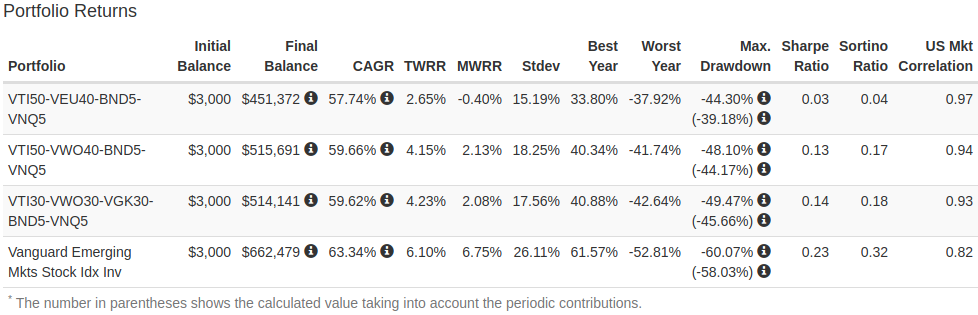 Portfolio Returns
Initial Final Best Worst Max. Sharpe Sortino US Mkt
Portfolio Balance Balance CAGR TWRR MWRR Stdev Year Year Drawdown Ratio Ratio Correlation
VTI50-VEU40-BND5- $3,000 $451,372 57.74% 2.65% -0.40% 15.19% 33.80% -37.92% -44.30% 0.03 0.04 0.97
VNQ5 (-39.18%)
VTI50-VWO40-BND5- $3,000 $515,691 59.66% 4.15% 2.13% 18.25% 40.34% -41.74% -48.10% 0.13 0.17 0.94
VNQ5 (-44.17%)
VTI30-VWO30-VGK30- $3,000 $514,141 59.62% 4.23% 2.08% 17.56% 40.88% -42.64% -49.47% 0.14 0.18 0.93
BND5-VNQ5 (-45.66%)
Vanguard Emerging $3,000 $662,479 63.34% 6.10% 6.75% 26.11% 61.57% -52.81% -60.07% 0.23 0.32 0.82
Mkts Stock Idx Inv (-58.03%)
* The number in parentheses shows the calculated value taking into account the periodic contributions.